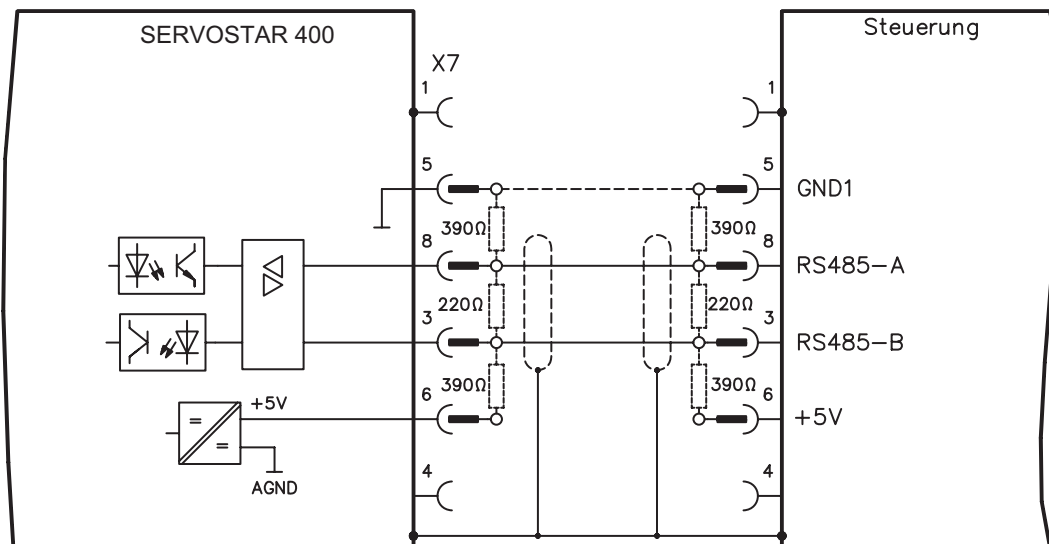 SERVOSTAR 400
Steuerung
X7
1
1
5
5
GND1
390Ω
390Ω
8
8
RS485-A
220Ω
220Ω
3
3
RS485-B
390Ω
390Ω
6
6
+5V
+5V
AGND
4
4